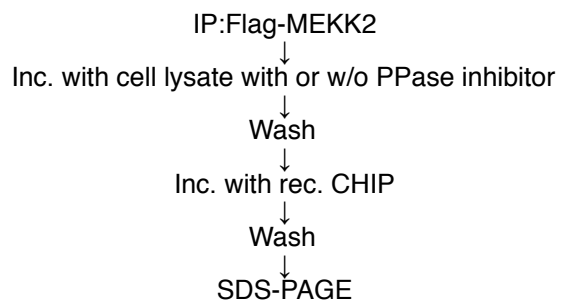 IP:Flag-MEKK2
↓
Inc. with cell lysate with or w/o PPase inhibitor
↓
Wash
↓
Inc. with rec. CHIP
↓
Wash
↓
SDS-PAGE